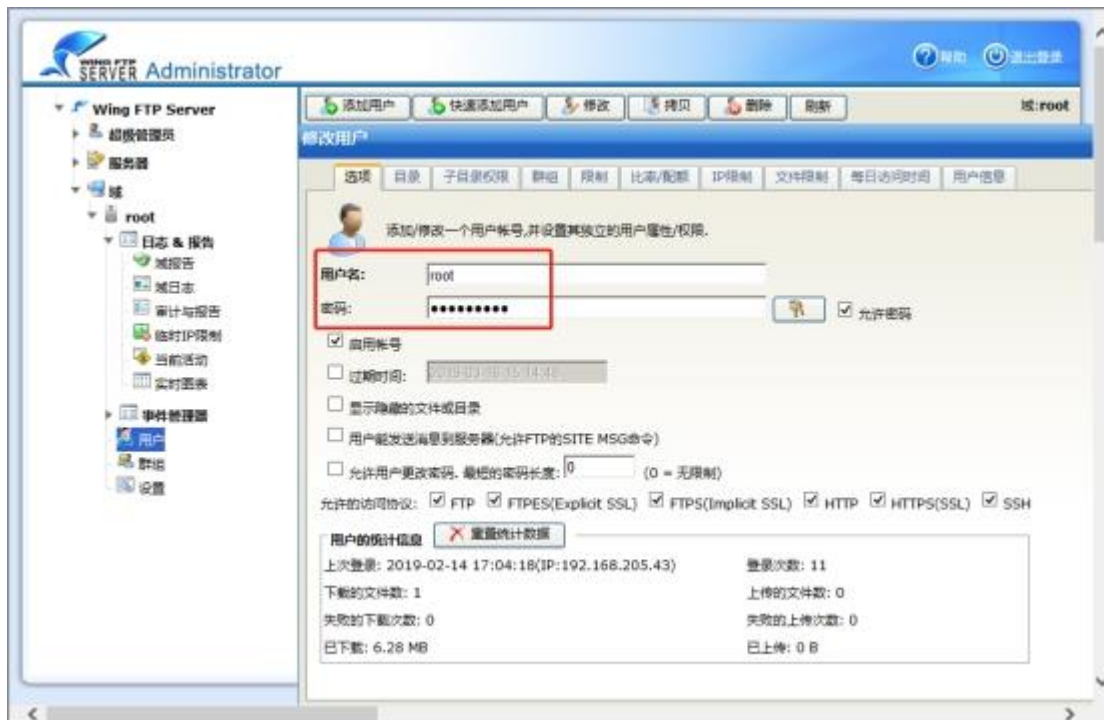 WING FTP
SERVER Administrator
帮助
退出登录
Wing FTP Server
超级管理员
服务器
域
root
日志 & 报告
域报告
域日志
审计与报告
临时IP限制
当前活动
实时图表
事件管理器
用户
群组
设置
添加用户 快速添加用户 修改 拷贝 删除 刷新 域:root
修改用户
选项 目录 子目录权限 群组 限制 比率/配额 IP限制 文件限制 每日访问时间 用户信息
添加/修改一个用户帐号,并设置其独立的用户属性/权限.
用户名: root
密码: ●●●●●●●●● 允许密码
启用帐号
过期时间:
显示隐藏的文件或目录
用户能发送消息到服务器(允许FTP的SITE MSG命令)
允许用户更改密码. 最短的密码长度: 0 (0 = 无限制)
允许的访问协议: FTP FTPES(Explicit SSL) FTPS(Implicit SSL) HTTP HTTPS(SSL) SSH
用户的统计信息 重置统计数据
上次登录: 2019-02-14 17:04:18(IP:192.168.205.43) 登录次数: 11
下载的文件数: 1 上传的文件数: 0
失败的下载次数: 0 失败的上传次数: 0
已下载: 6.28 MB 已上传: 0 B